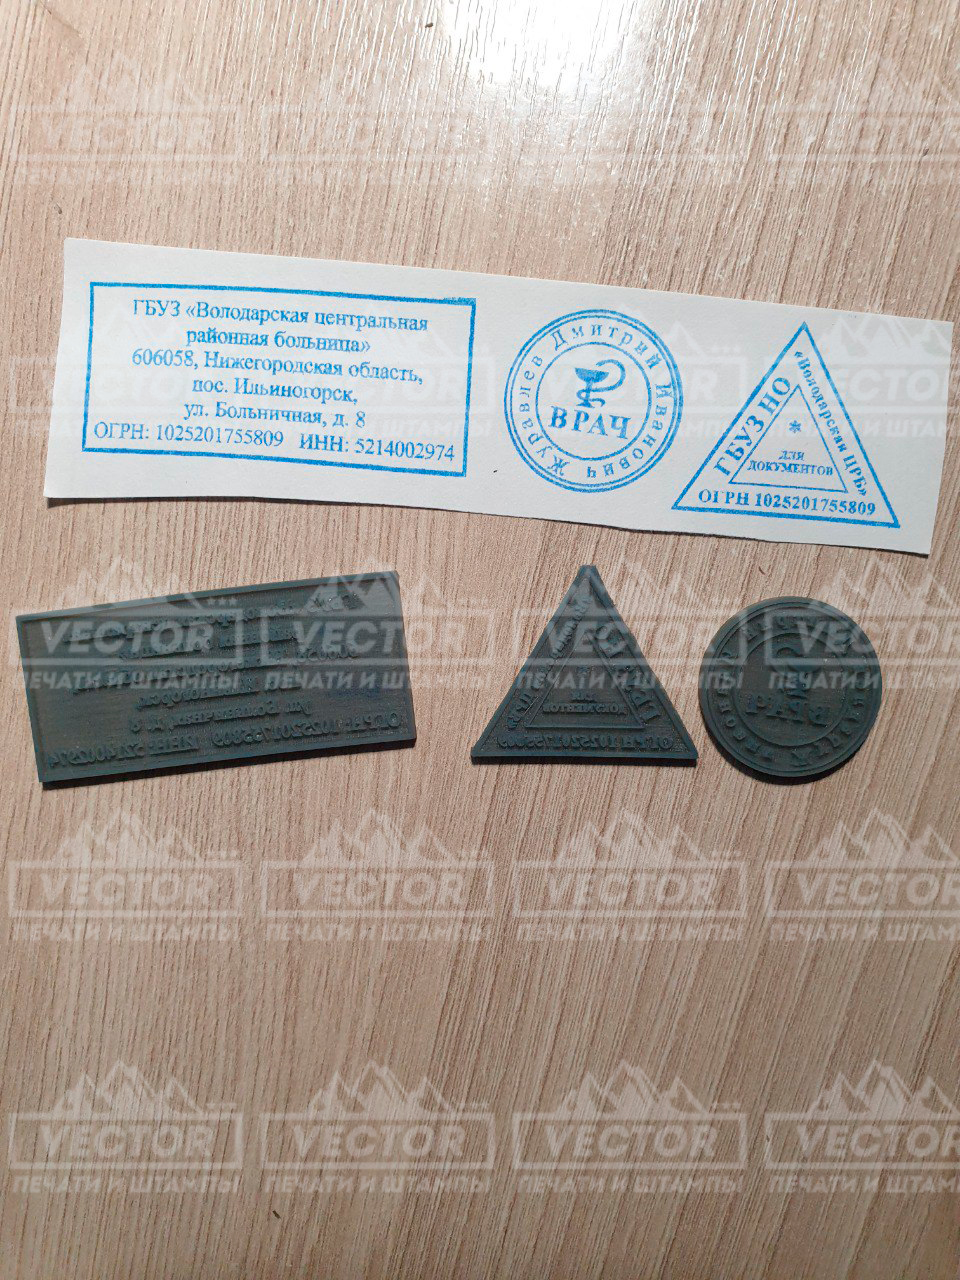 ГБУЗ «Володарская центральная
районная больница»
606058, Нижегородская область,
пос. Ильиногорск,
ул. Больничная, д. 8
ОГРН: 1025201755809 ИНН: 5214002974
Журавлев Дмитрий Иванович
ВРАЧ
ГБУЗ НО
«Володарская ЦРБ»
ОГРН 1025201755809
*
ДЛЯ
ДОКУМЕНТОВ
VECTOR
ПЕЧАТИ И ШТАМПЫ